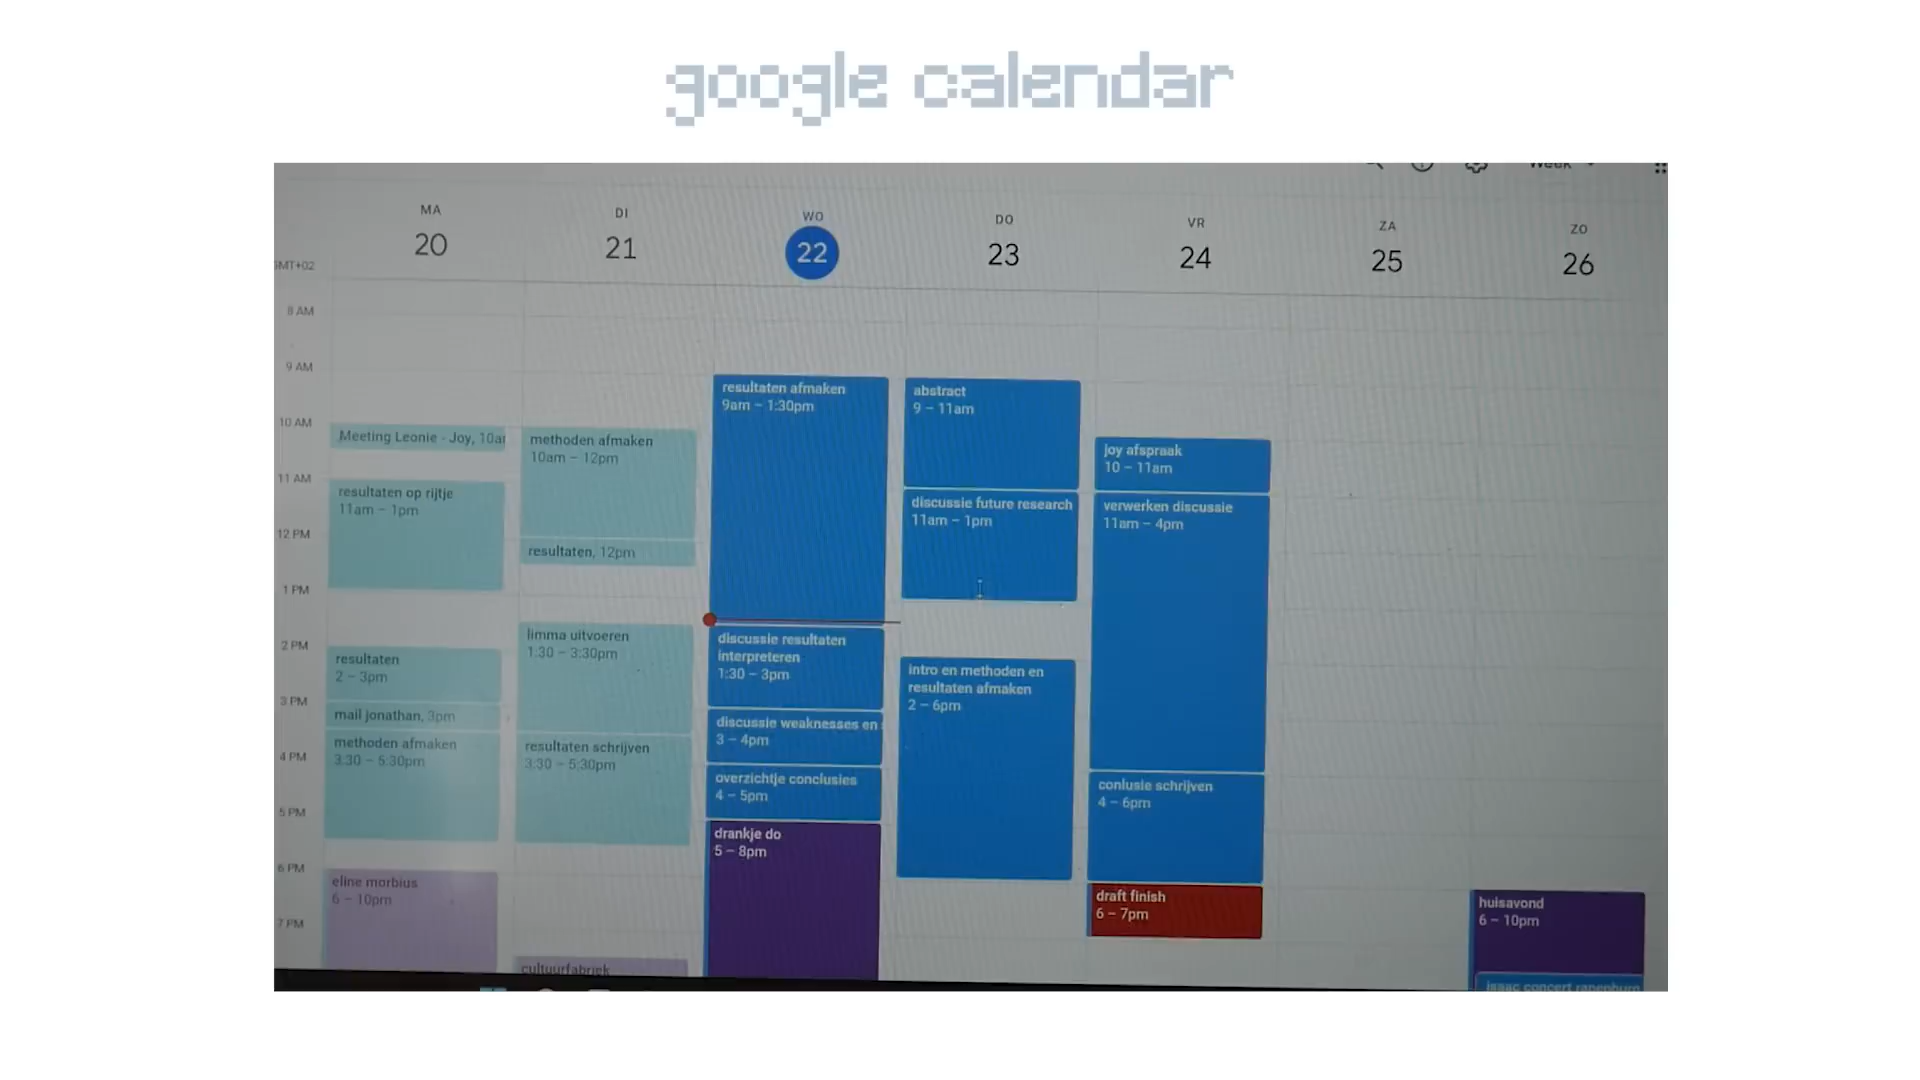 google calendar
Week
MA
20
DI
21
WO
22
DO
23
VR
24
ZA
25
ZO
26
GMT+02
8 AM
9 AM
10 AM
11 AM
12 PM
1 PM
2 PM
3 PM
4 PM
5 PM
6 PM
7 PM
Meeting Leonie - Joy, 10am
resultaten op rijtje
11am – 1pm
resultaten
2 – 3pm
mail jonathan, 3pm
methoden afmaken
3:30 – 5:30pm
eline morbius
6 – 10pm
methoden afmaken
10am – 12pm
resultaten, 12pm
limma uitvoeren
1:30 – 3:30pm
resultaten schrijven
3:30 – 5:30pm
cultuurfabriek
resultaten afmaken
9am – 1:30pm
discussie resultaten
interpreteren
1:30 – 3pm
discussie weaknesses en
3 – 4pm
overzichtje conclusies
4 – 5pm
drankje do
5 – 8pm
abstract
9 – 11am
discussie future research
11am – 1pm
intro en methoden en
resultaten afmaken
2 – 6pm
joy afspraak
10 – 11am
verwerken discussie
11am – 4pm
conlusie schrijven
4 – 6pm
draft finish
6 – 7pm
huisavond
6 – 10pm
isaac concert rapenburg